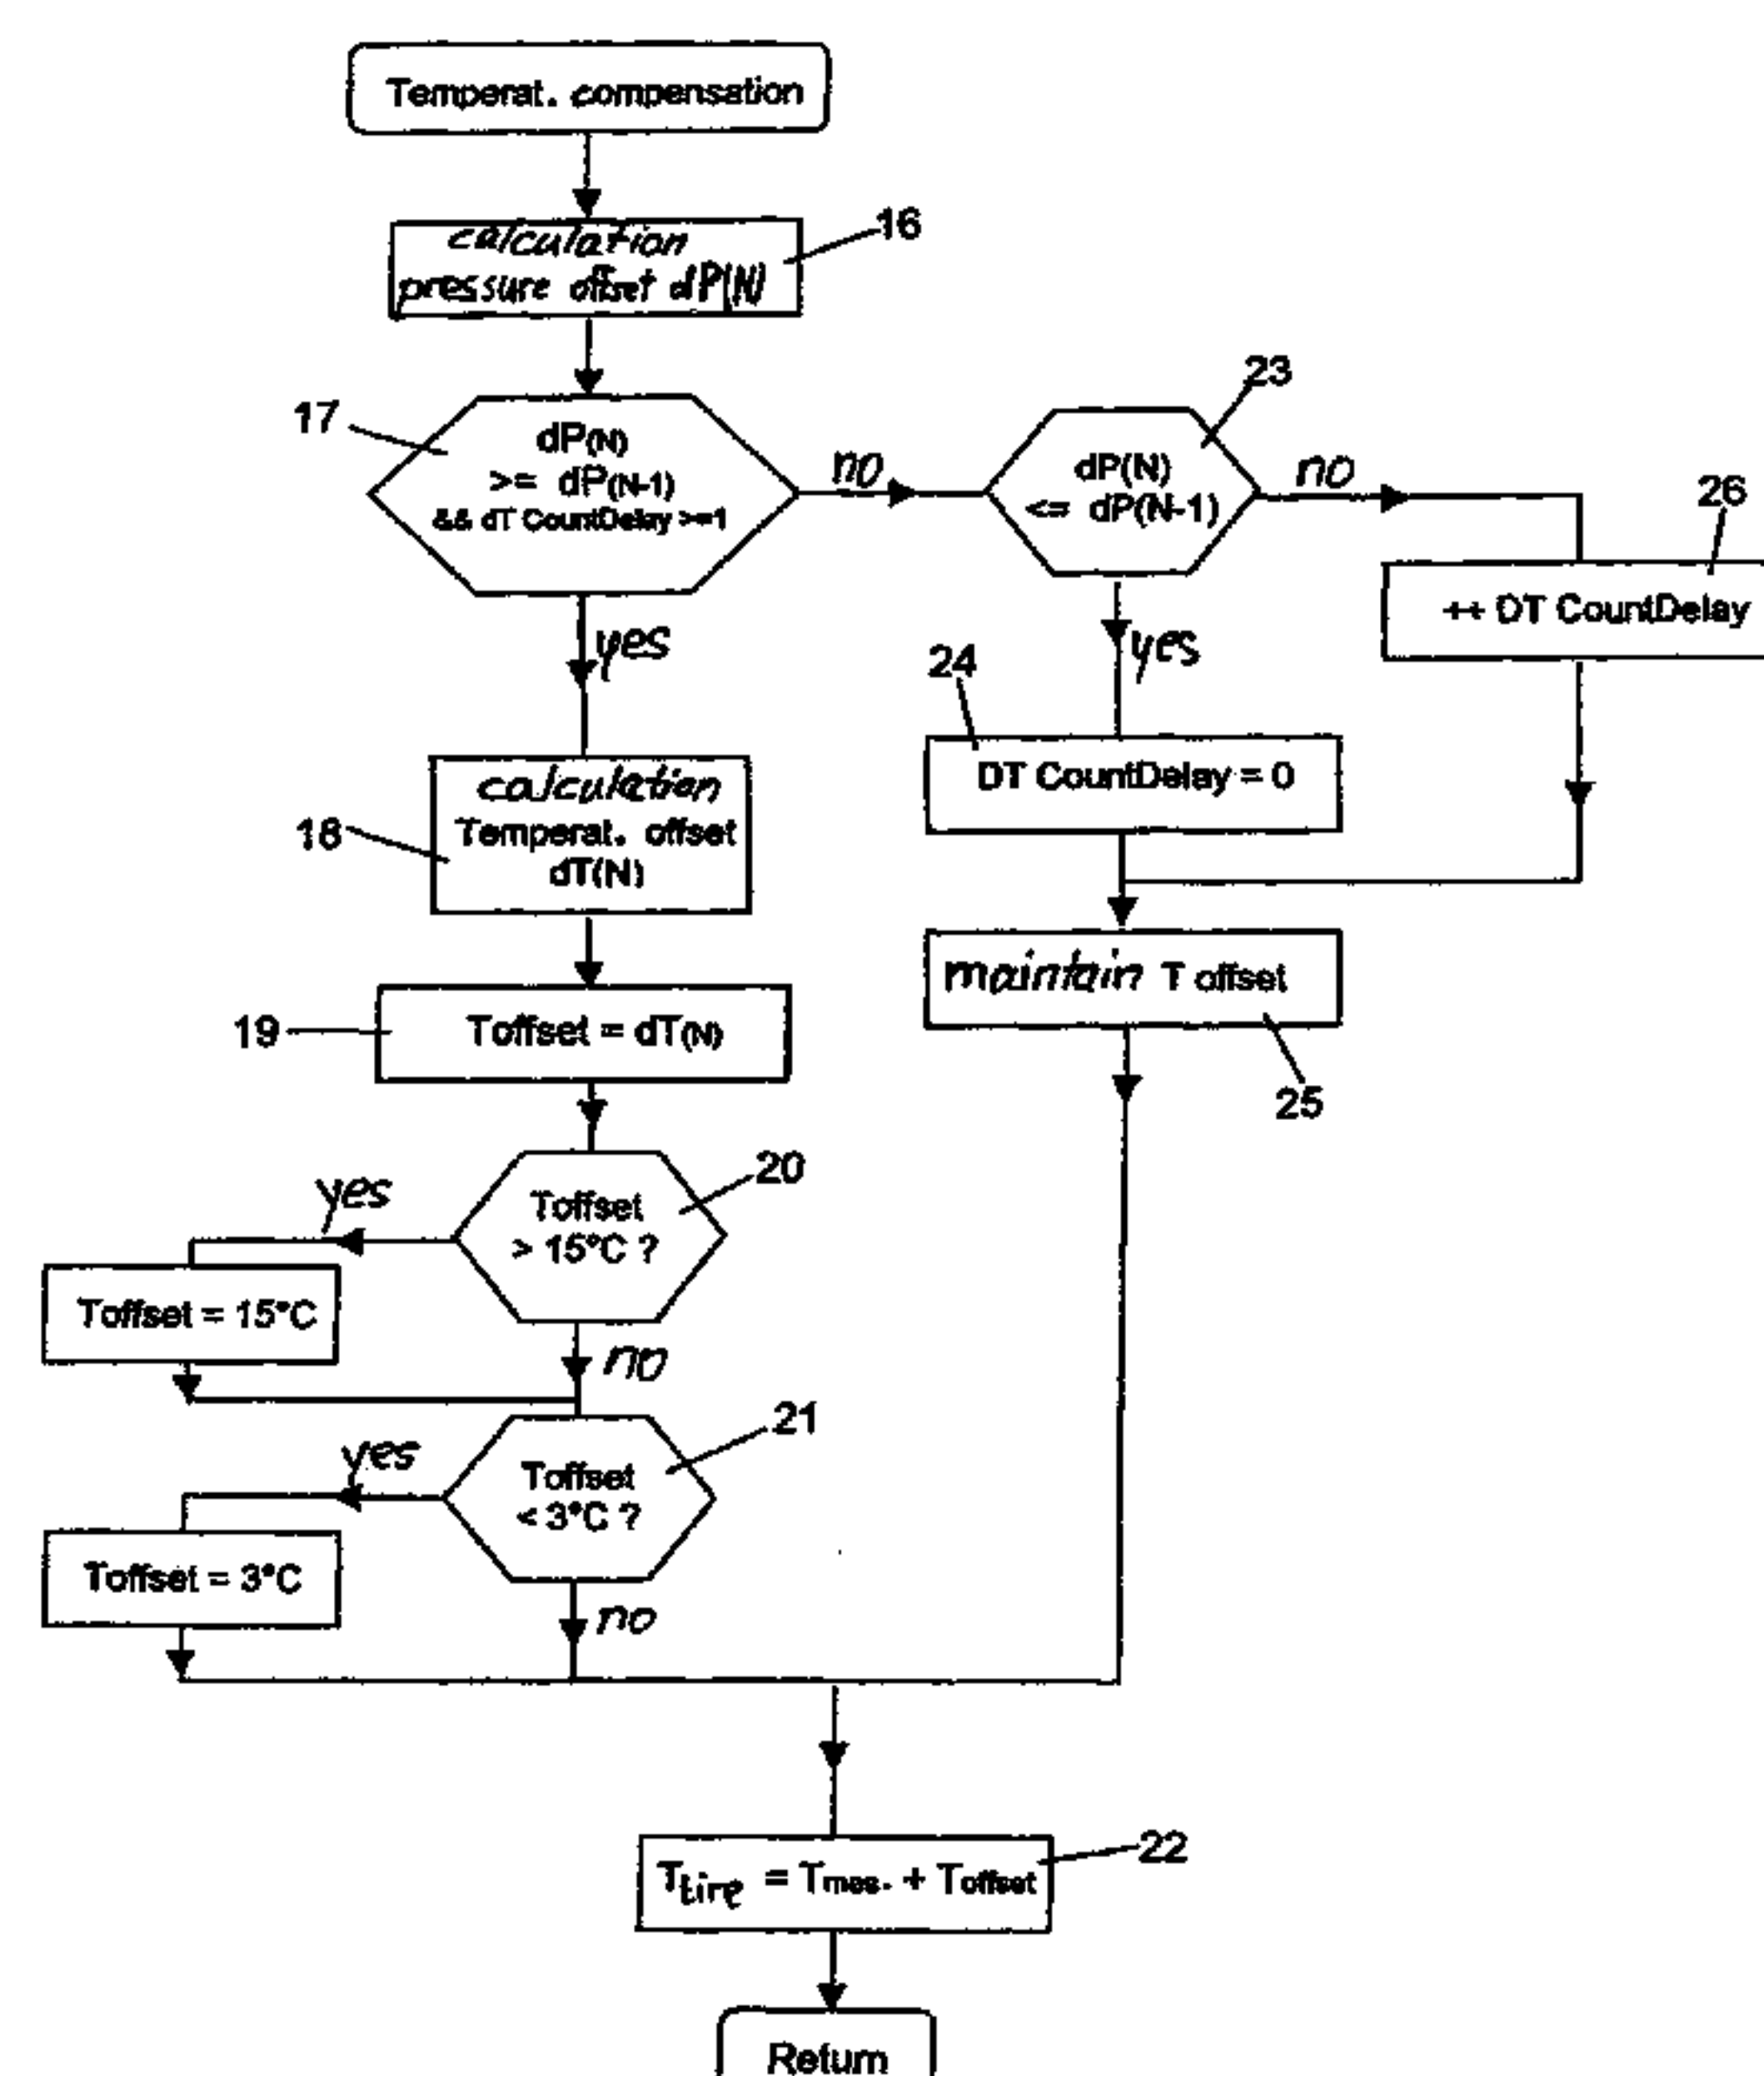 Temperat. compensation
16
calculation
pressure offset dP(N)
17
dP(N)
>= dP(N-1)
&& dT CountDelay >=1
no
23
dP(N)
<= dP(N-1)
no
26
++ DT CountDelay
yes
yes
24
DT CountDelay = 0
18
calculation
Temperat. offset
dT(N)
maintain T offset
25
19
Toffset = dT(N)
20
Toffset
> 15°C ?
yes
Toffset = 15°C
no
21
Toffset
< 3°C ?
yes
Toffset = 3°C
no
22
Ttire = Tmes. + Toffset
Return